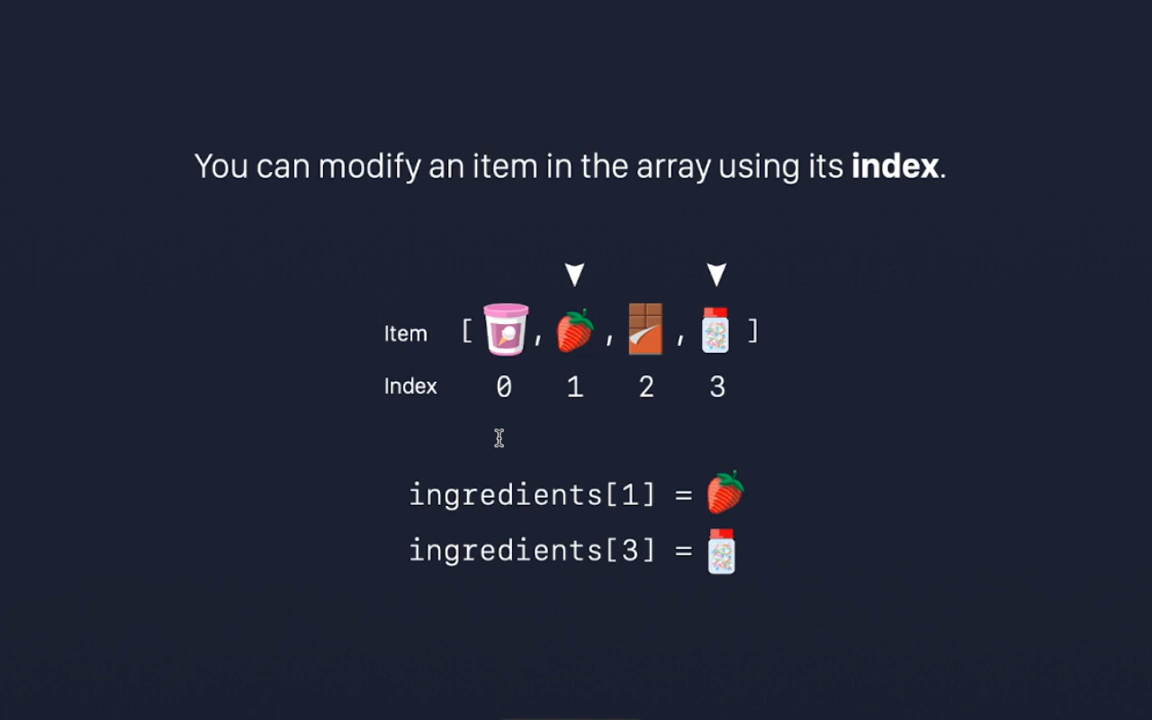 You can modify an item in the array using its index.
Item [ , , , ]
Index 0 1 2 3
ingredients[1] =
ingredients[3] =